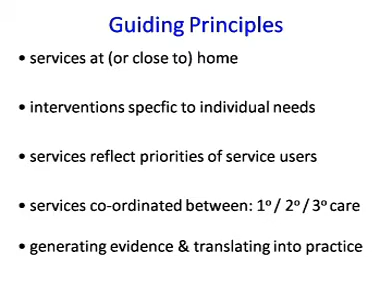 Guiding Principles
• services at (or close to) home
• interventions specfic to individual needs
• services reflect priorities of service users
• services co-ordinated between: 1º / 2º / 3º care
• generating evidence & translating into practice